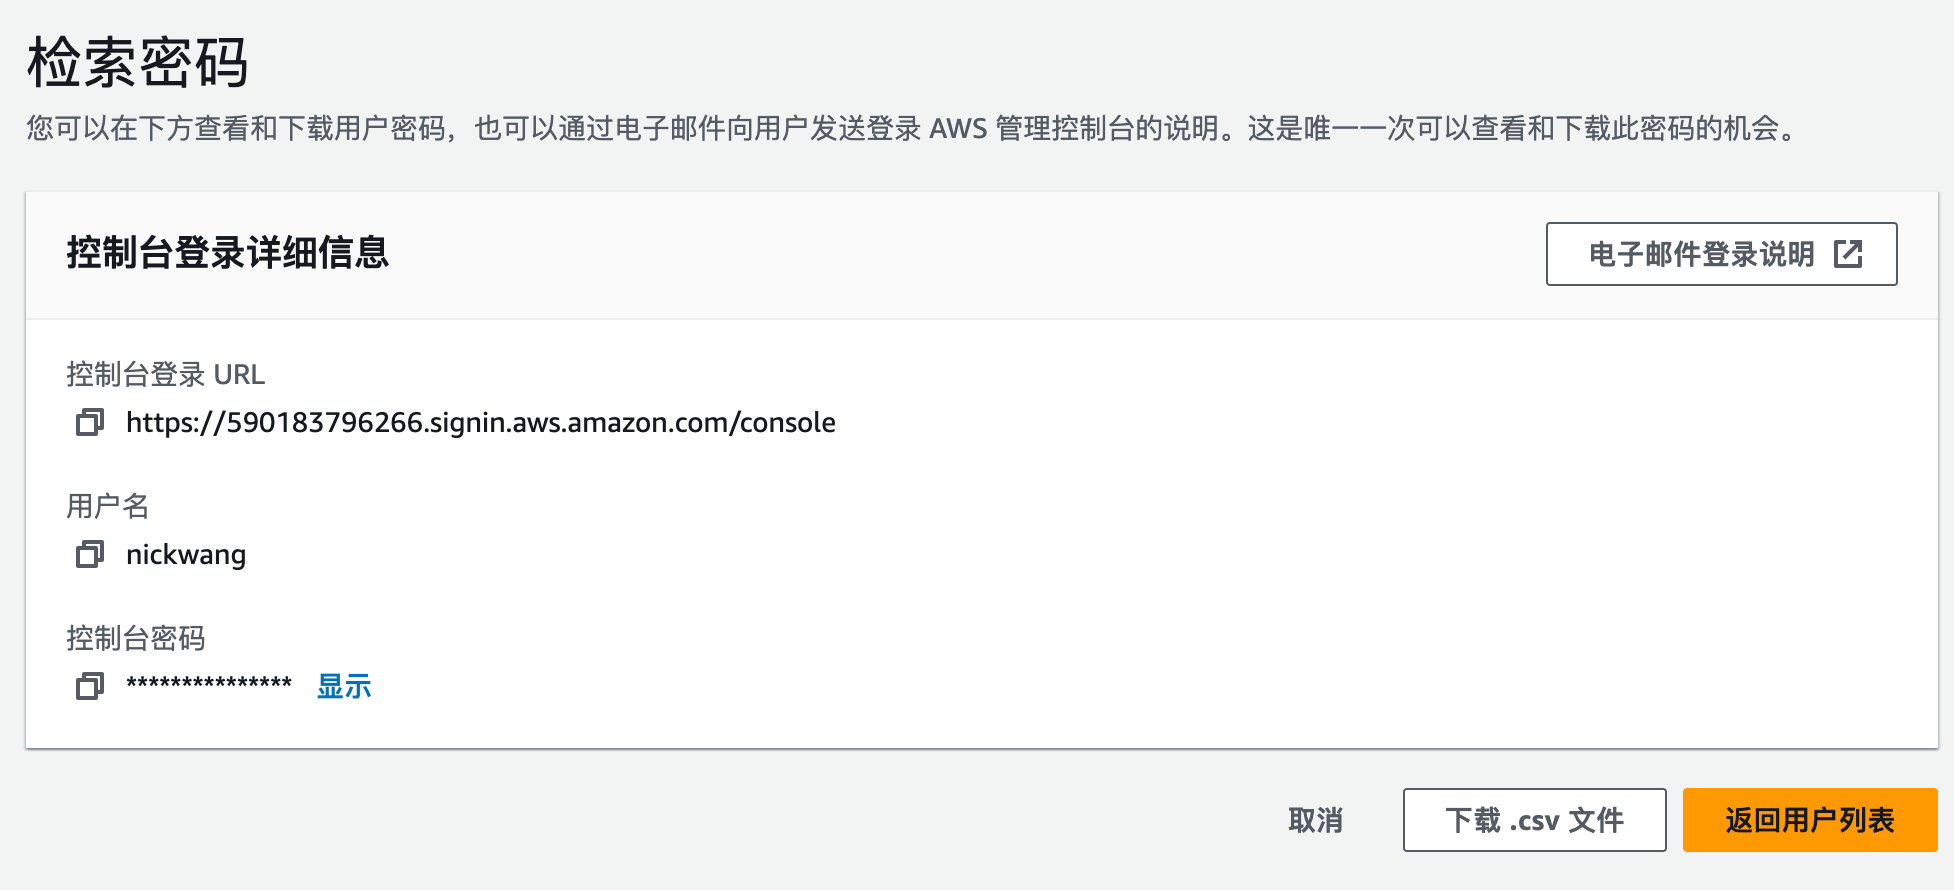 检索密码
您可以在下方查看和下载用户密码，也可以通过电子邮件向用户发送登录 AWS 管理控制台的说明。这是唯一一次可以查看和下载此密码的机会。
控制台登录详细信息
电子邮件登录说明
控制台登录 URL
https://590183796266.signin.aws.amazon.com/console
用户名
nickwang
控制台密码
*************** 显示
取消
下载 .csv 文件
返回用户列表